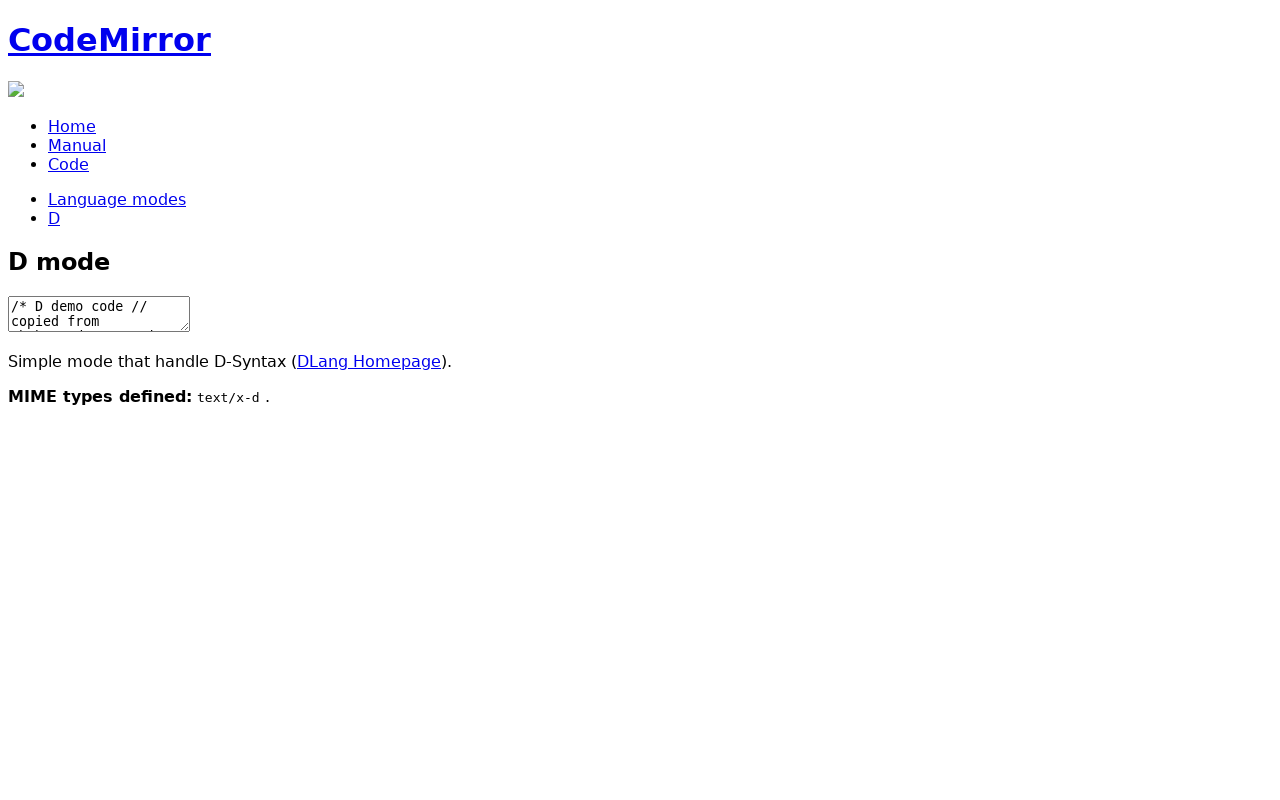 CodeMirror
Home
Manual
Code
Language modes
D
D mode
/* D demo code //
copied from
Simple mode that handle D-Syntax (DLang Homepage).
MIME types defined: text/x-d .